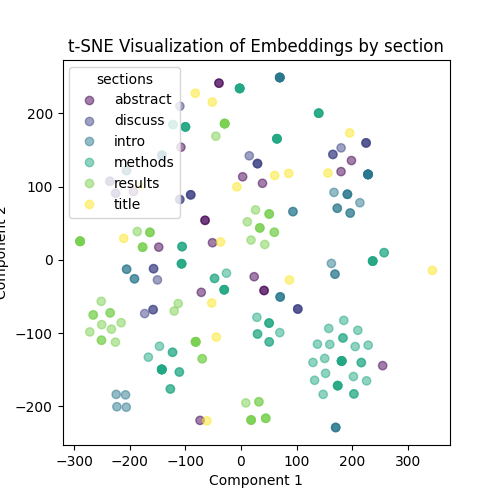 t-SNE Visualization of Embeddings by section
sections
abstract
discuss
intro
methods
results
title
200
100
0
−100
−200
Component 2
−300 −200 −100 0 100 200 300
Component 1